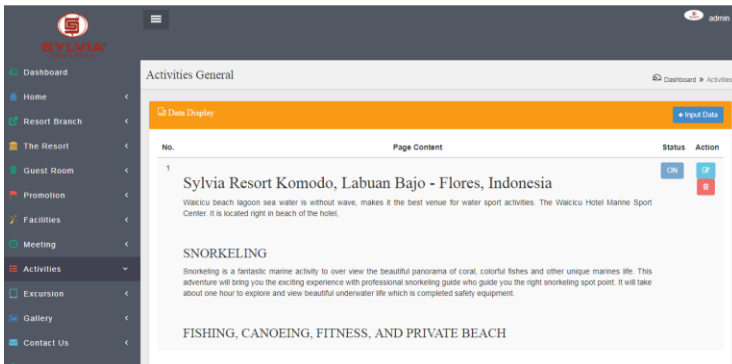 S
SYLVIA
admin
Dashboard
Home
Resort Branch
The Resort
Guest Room
Promotion
Facilities
Meeting
Activities
Excursion
Gallery
Contact Us
Activities General
Dashboard » Activities
Data Display
+Input Data
No. Page Content Status Action
1
ON
Sylvia Resort Komodo, Labuan Bajo - Flores, Indonesia
Waicicu beach lagoon sea water is without wave, makes it the best venue for water sport activities. The Waicicu Hotel Marine Sport
Center. It is located right in beach of the hotel,
SNORKELING
Snorkeling is a fantastic marine activity to over view the beautiful panorama of coral, colorful fishes and other unique marines life. This
adventure will bring you the exciting experience with professional snorkeling guide who guide you the right snorkeling spot point. It will take
about one hour to explore and view beautiful underwater life which is completed safety equipment.
FISHING, CANOEING, FITNESS, AND PRIVATE BEACH